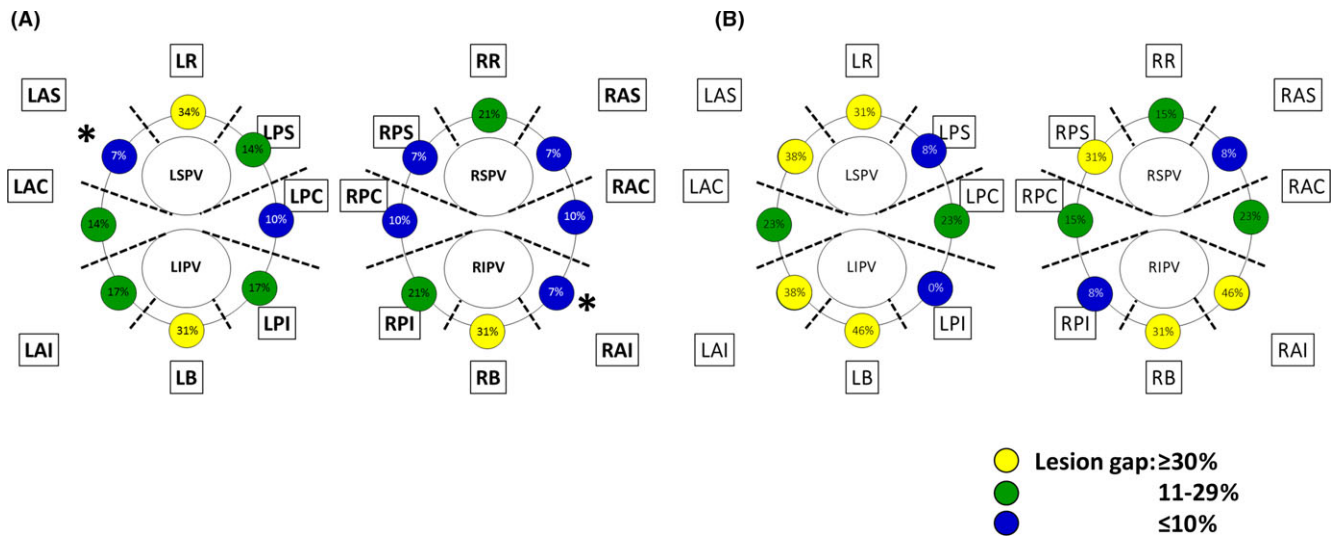 (A)
(B)
LR
RR
LR
RR
LAS
RAS
LAS
RAS
34%
21%
31%
15%
*
7%
LPS
14%
RPS
7%
7%
38%
LPS
8%
RPS
31%
8%
LSPV
RSPV
LSPV
RSPV
LAC
LPC
RPC
RAC
LAC
LPC
RPC
RAC
14%
10%
10%
10%
23%
23%
15%
23%
LIPV
RIPV
LIPV
RIPV
17%
17%
21%
7%
*
38%
0%
8%
46%
LPI
RPI
LPI
RPI
31%
31%
46%
31%
LAI
RAI
LAI
RAI
LB
RB
LB
RB
Lesion gap:≥30%
11-29%
≤10%